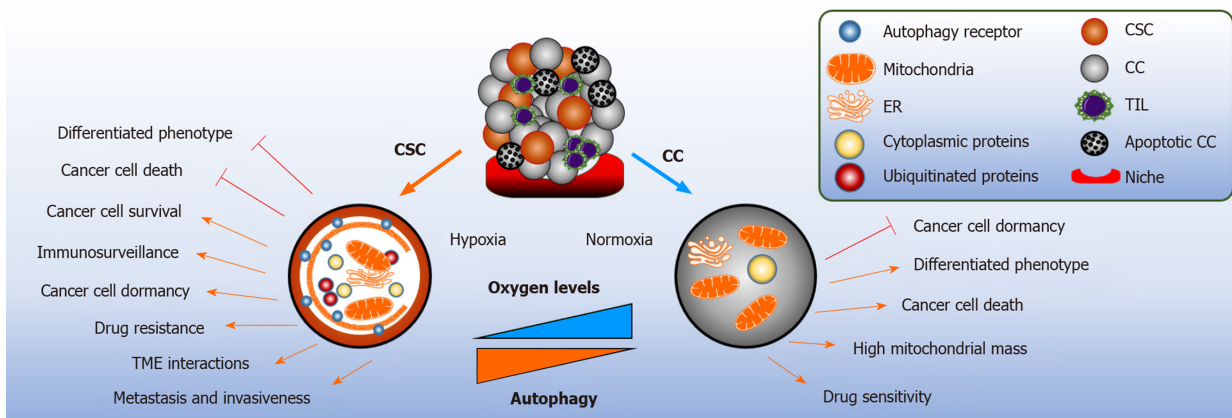 Autophagy receptor
CSC
Mitochondria
CC
ER
TIL
Cytoplasmic proteins
Apoptotic CC
Ubiquitinated proteins
Niche
CSC
CC
Differentiated phenotype
Cancer cell death
Cancer cell survival
Immunosurveillance
Cancer cell dormancy
Drug resistance
TME interactions
Metastasis and invasiveness
Hypoxia
Normoxia
Oxygen levels
Autophagy
Cancer cell dormancy
Differentiated phenotype
Cancer cell death
High mitochondrial mass
Drug sensitivity